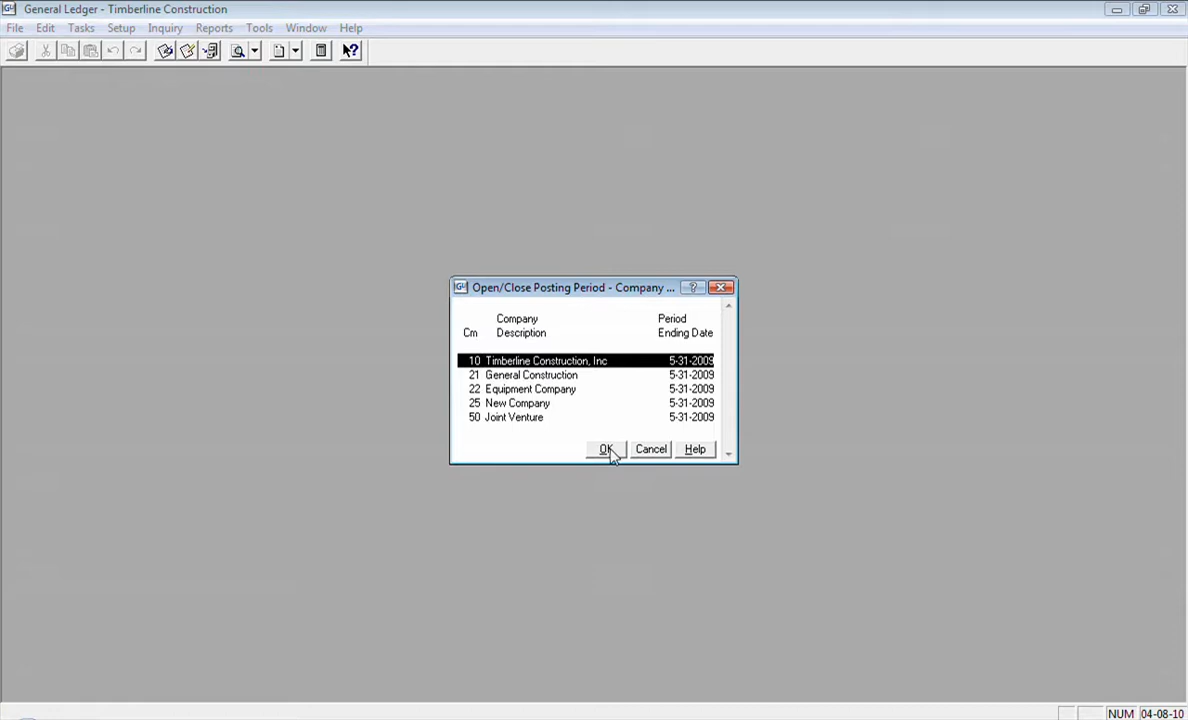 General Ledger - Timberline Construction
File Edit Tasks Setup Inquiry Reports Tools Window Help
Open/Close Posting Period - Company ...
Company Period
Cm Description Ending Date
10 Timberline Construction, Inc 5-31-2009
21 General Construction 5-31-2009
22 Equipment Company 5-31-2009
25 New Company 5-31-2009
50 Joint Venture 5-31-2009
OK Cancel Help
NUM 04-08-10